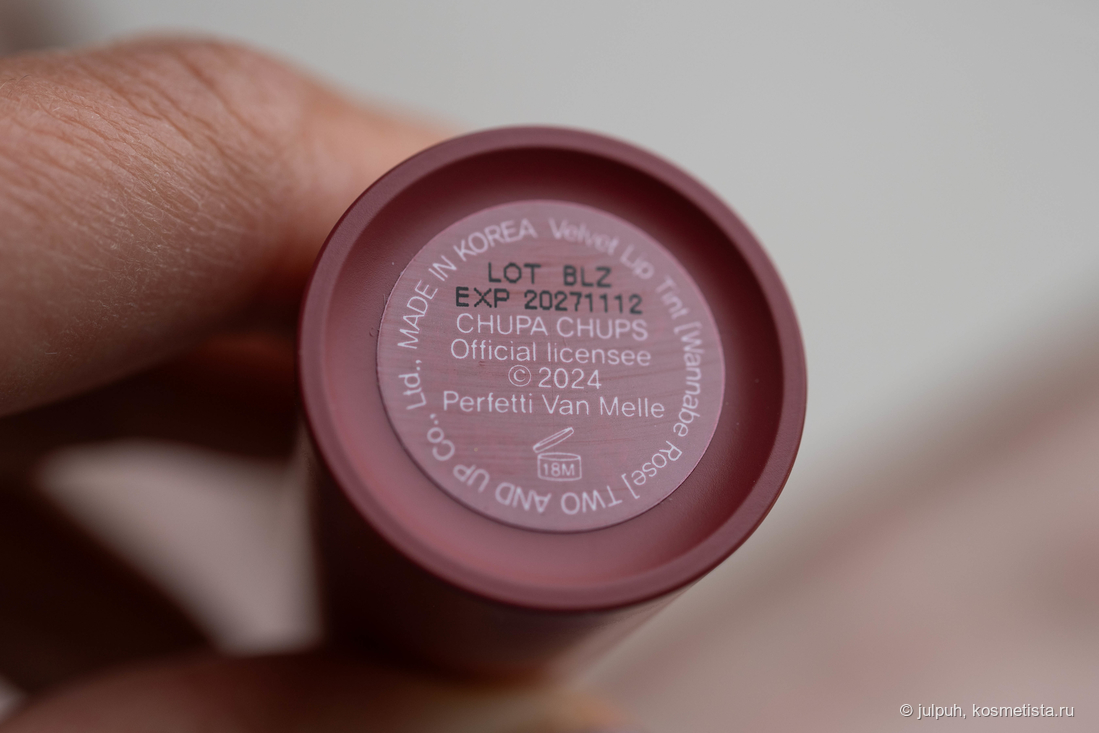 MADE IN KOREA Velvet Lip Tint [Wannabe Rose] TWO AND UP Co., Ltd.,
LOT BLZ
EXP 20271112
CHUPA CHUPS
Official licensee
© 2024
Perfetti Van Melle
18M
© julpuh, kosmetista.ru